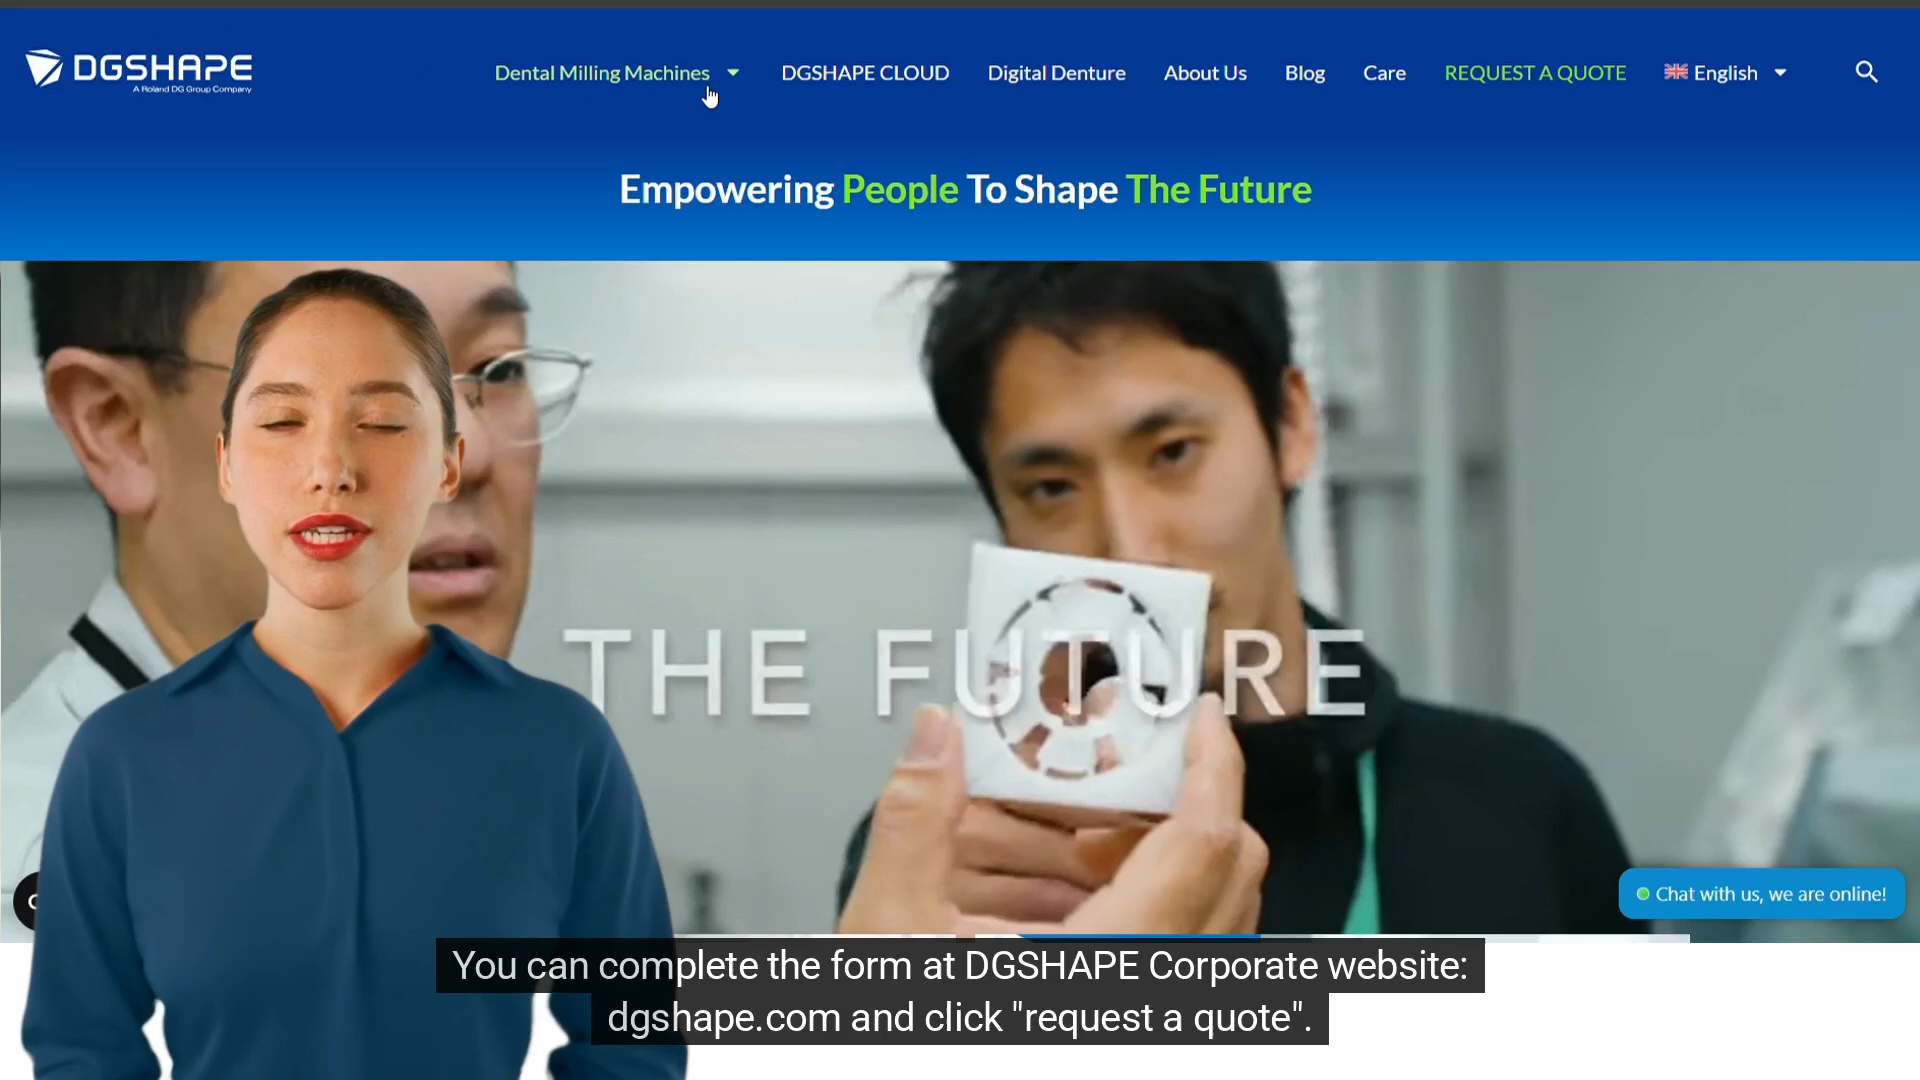 DGSHAPE
A Roland DG Group Company
Dental Milling Machines
DGSHAPE CLOUD
Digital Denture
About Us
Blog
Care
REQUEST A QUOTE
English
Empowering People To Shape The Future
THE FUTURE
Chat with us, we are online!
You can complete the form at DGSHAPE Corporate website:
dgshape.com and click "request a quote".